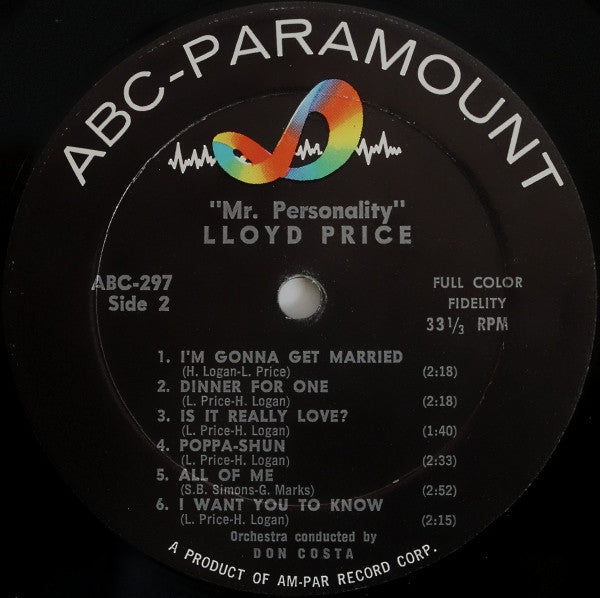 ABC-PARAMOUNT
"Mr. Personality"
LLOYD PRICE
ABC-297
Side 2
FULL COLOR
FIDELITY
33 1/3 RPM
1. I'M GONNA GET MARRIED
(H. Logan-L. Price) (2:18)
2. DINNER FOR ONE
(L. Price-H. Logan) (2:18)
3. IS IT REALLY LOVE?
(L. Price-H. Logan) (1:40)
4. POPPA-SHUN
(L. Price-H. Logan) (2:33)
5. ALL OF ME
(S.B. Simons-G. Marks) (2:52)
6. I WANT YOU TO KNOW
(L. Price-H. Logan) (2:15)
Orchestra conducted by
DON COSTA
A PRODUCT OF AM-PAR RECORD CORP.